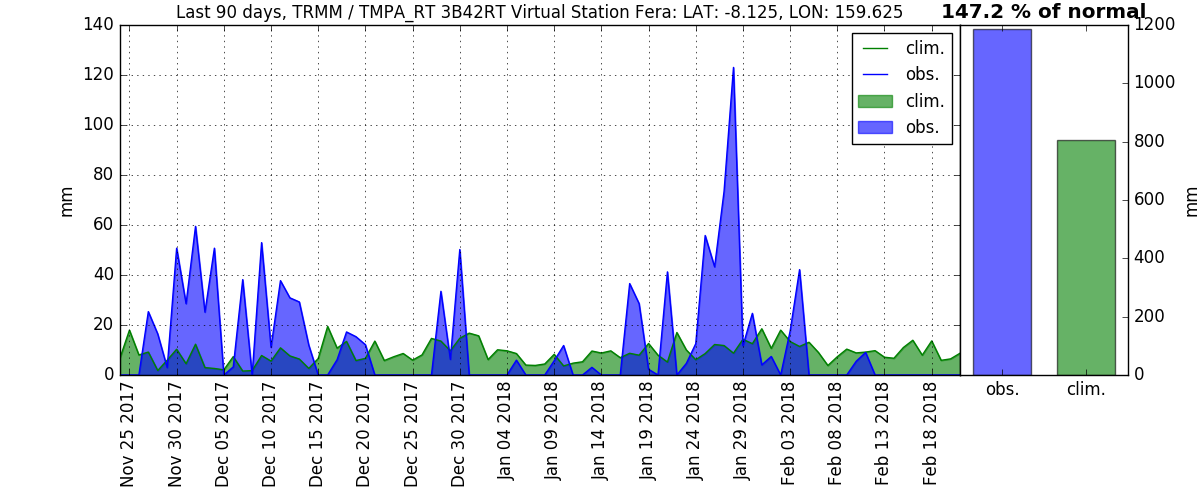 Last 90 days, TRMM / TMPA_RT 3B42RT Virtual Station Fera: LAT: -8.125, LON: 159.625
147.2 % of normal
mm
140
120
100
80
60
40
20
0
clim.
obs.
clim.
obs.
Nov 25 2017
Nov 30 2017
Dec 05 2017
Dec 10 2017
Dec 15 2017
Dec 20 2017
Dec 25 2017
Dec 30 2017
Jan 04 2018
Jan 09 2018
Jan 14 2018
Jan 19 2018
Jan 24 2018
Jan 29 2018
Feb 03 2018
Feb 08 2018
Feb 13 2018
Feb 18 2018
obs.
clim.
1200
1000
800
600
400
200
0
mm